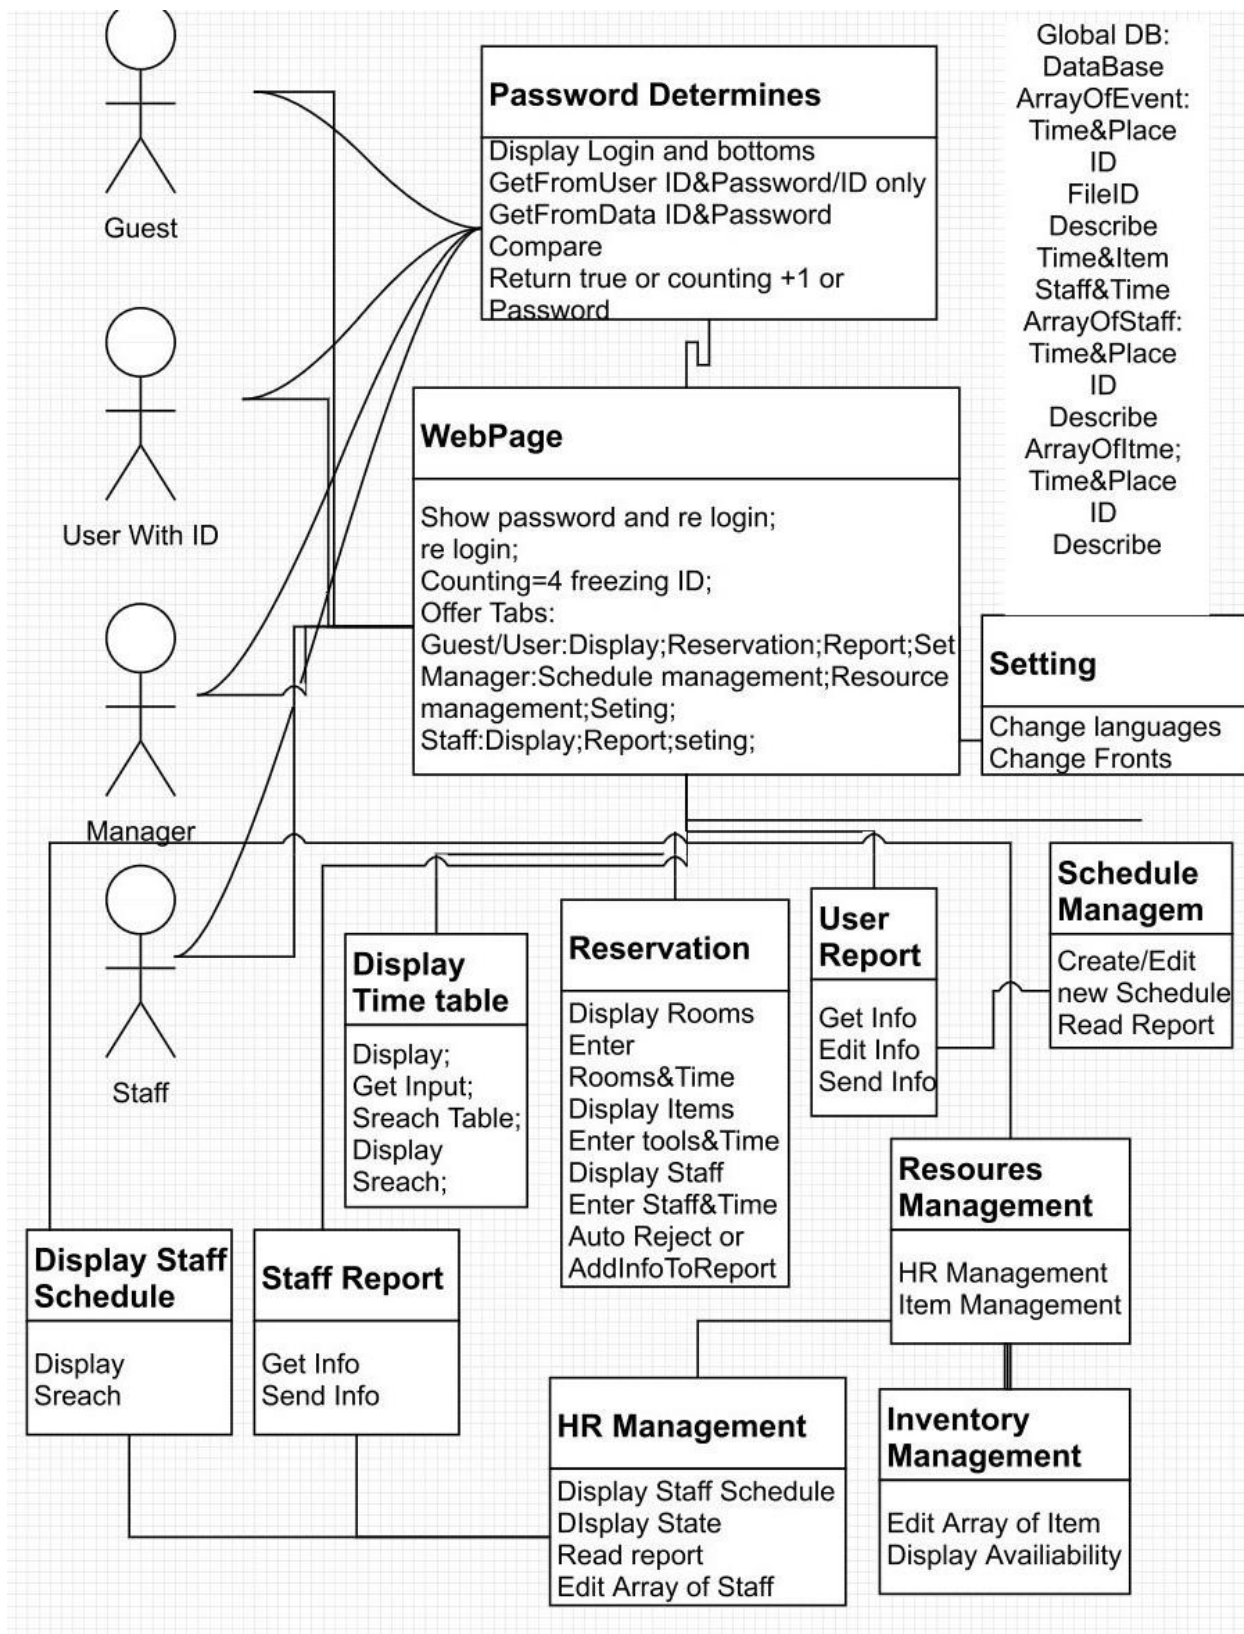 Guest
User With ID
Manager
Staff
Password Determines
Display Login and bottoms
GetFromUser ID&Password/ID only
GetFromData ID&Password
Compare
Return true or counting +1 or
Password
Global DB:
DataBase
ArrayOfEvent:
Time&Place
ID
FileID
Describe
Time&Item
Staff&Time
ArrayOfStaff:
Time&Place
ID
Describe
ArrayOfItme;
Time&Place
ID
Describe
WebPage
Show password and re login;
re login;
Counting=4 freezing ID;
Offer Tabs:
Guest/User:Display;Reservation;Report;Set
Manager:Schedule management;Resource
management;Seting;
Staff:Display;Report;seting;
Setting
Change languages
Change Fronts
Display
Time table
Display;
Get Input;
Sreach Table;
Display
Sreach;
Reservation
Display Rooms
Enter
Rooms&Time
Display Items
Enter tools&Time
Display Staff
Enter Staff&Time
Auto Reject or
AddInfoToReport
User
Report
Get Info
Edit Info
Send Info
Schedule
Managem
Create/Edit
new Schedule
Read Report
Resoures
Management
HR Management
Item Management
Display Staff
Schedule
Display
Sreach
Staff Report
Get Info
Send Info
HR Management
Display Staff Schedule
DIsplay State
Read report
Edit Array of Staff
Inventory
Management
Edit Array of Item
Display Availiability